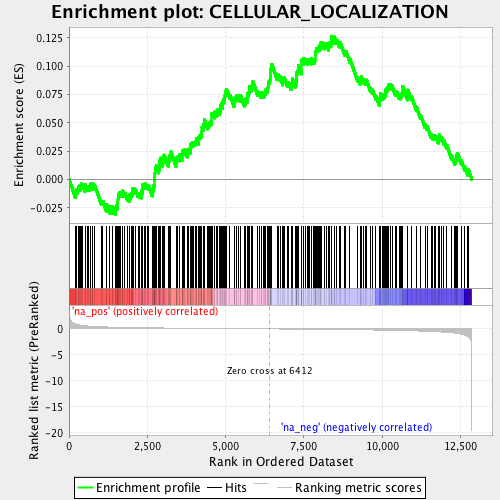 Enrichment plot: CELLULAR_LOCALIZATION
Enrichment score (ES)
0.125
0.100
0.075
0.050
0.025
0.000
-0.025
'na_pos' (positively correlated)
Ranked list metric (PreRanked)
0
-5
-10
-15
-20
Zero cross at 6412
'na_neg' (negatively correlated)
0
2,500
5,000
7,500
10,000
12,500
Rank in Ordered Dataset
Enrichment profile
Hits
Ranking metric scores